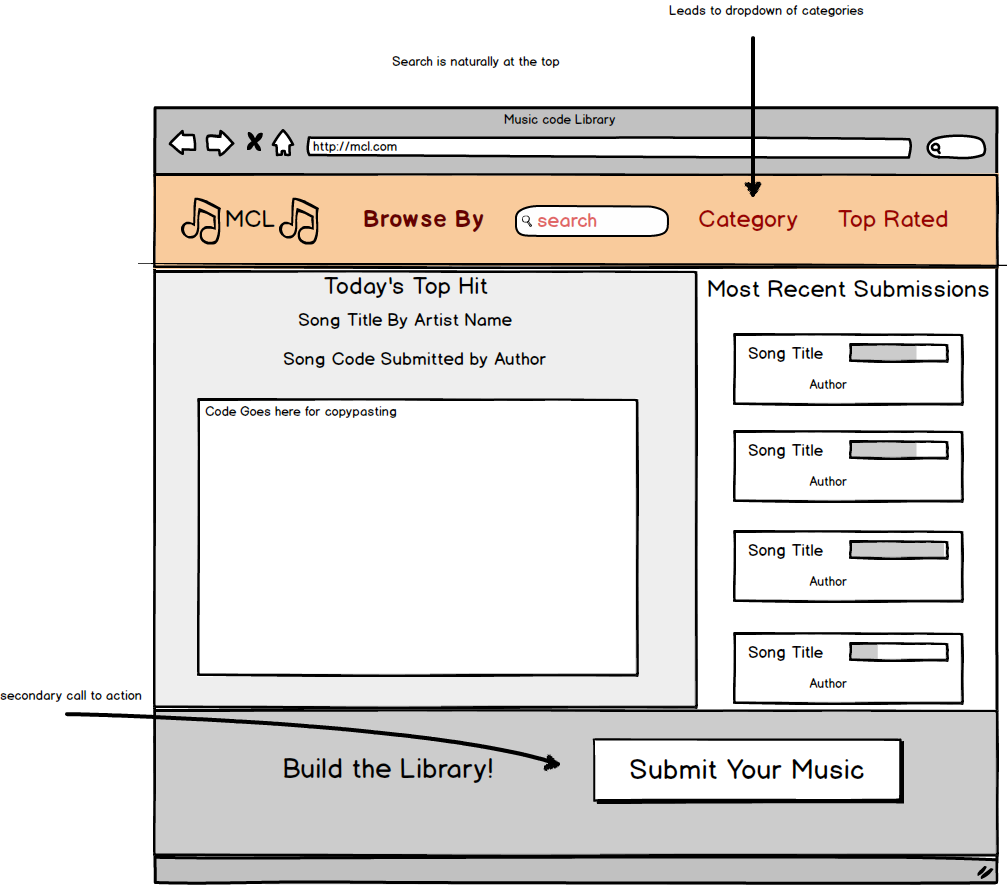 Leads to dropdown of categories
Search is naturally at the top
Music code Library
http://mcl.com
MCL
Browse By
search
Category
Top Rated
Today's Top Hit
Song Title By Artist Name
Song Code Submitted by Author
Code Goes here for copypasting
Most Recent Submissions
Song Title
Author
Song Title
Author
Song Title
Author
Song Title
Author
secondary call to action
Build the Library!
Submit Your Music